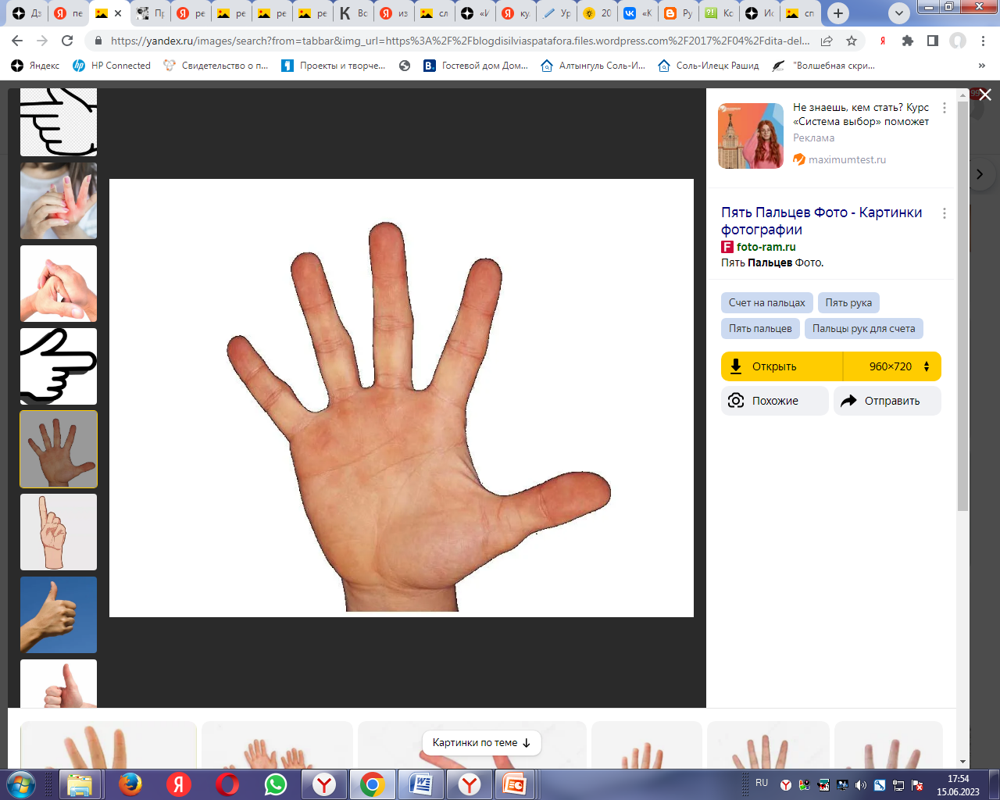 Дз
пе
Пр
ре
ре
ре
ре
Вс
из
сл
«И
ку
Ур
20
«К
Ру
Кс
Ис
сп
https://yandex.ru/images/search?from=tabbar&img_url=https%3A%2F%2Fblogdisilviaspatafora.files.wordpress.com%2F2017%2F04%2Fdita-del...
Яндекс
HP Connected
Свидетельство о п...
Проекты и творче...
Гостевой дом Дом...
Алтынгуль Соль-И...
Соль-Илецк Рашид
"Волшебная скри...
»
Не знаешь, кем стать? Курс
«Система выбор» поможет
Реклама
maximumtest.ru
Пять Пальцев Фото - Картинки
фотографии
foto-ram.ru
Пять Пальцев Фото.
Счет на пальцах
Пять рука
Пять пальцев
Пальцы рук для счета
Открыть
960×720
Похожие
Отправить
Картинки по теме
RU
17:54
15.06.2023